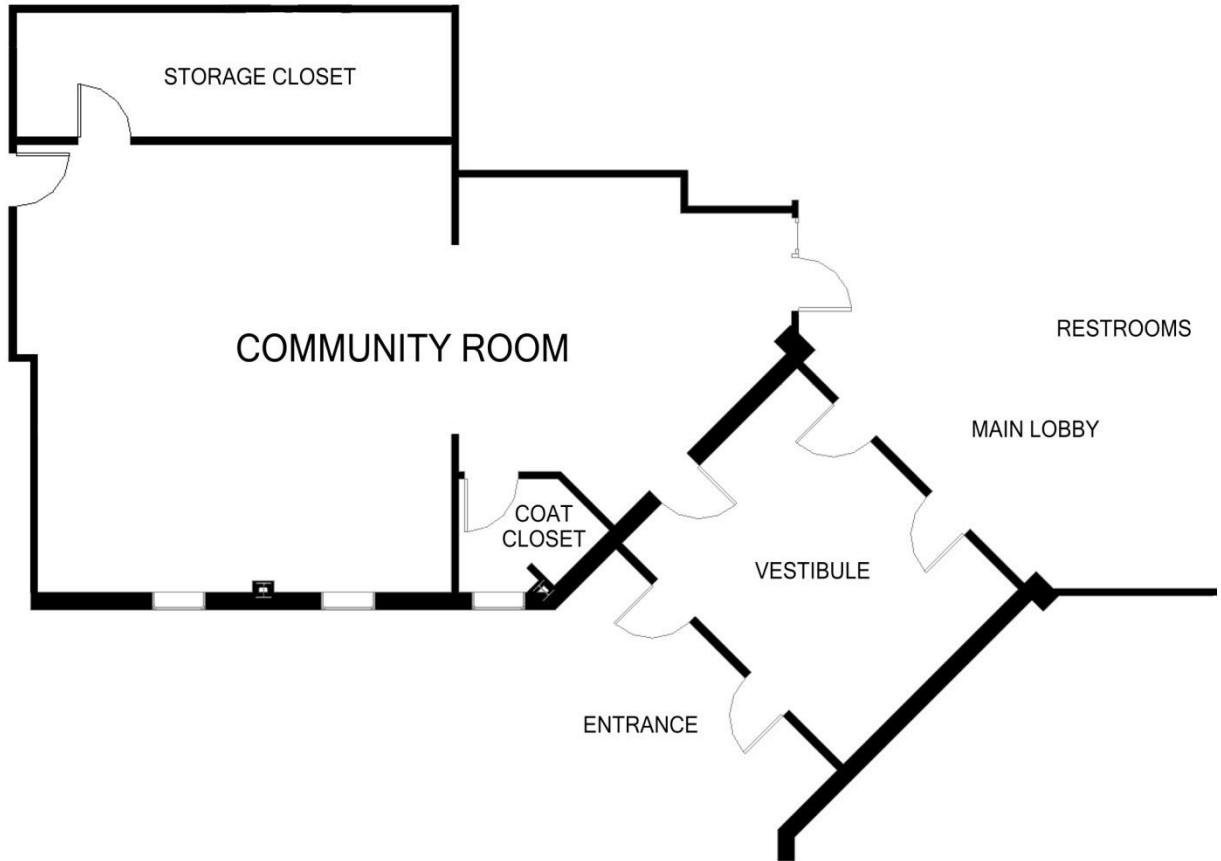 STORAGE CLOSET
COMMUNITY ROOM
RESTROOMS
MAIN LOBBY
COAT
CLOSET
VESTIBULE
ENTRANCE